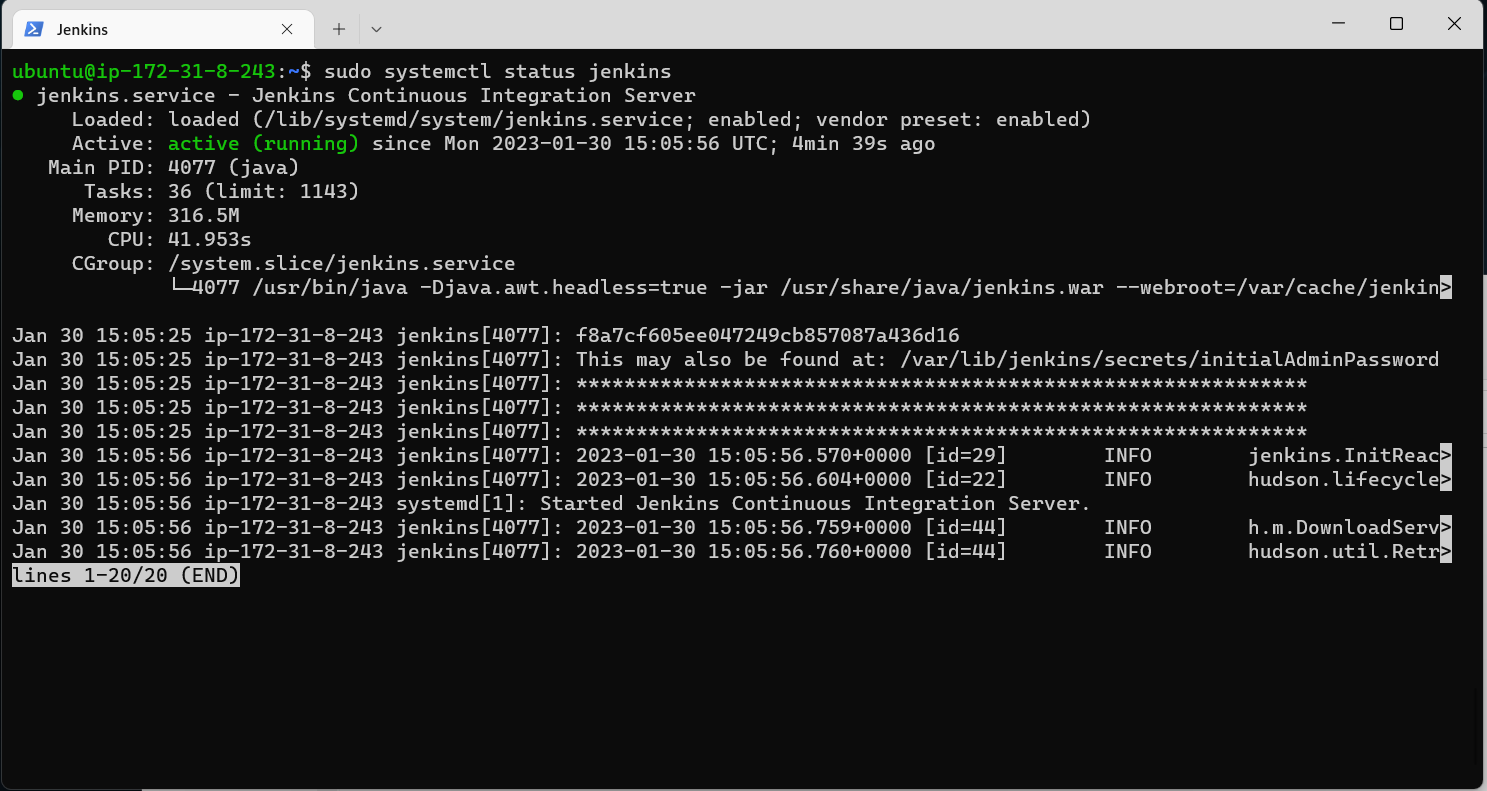 Jenkins
ubuntu@ip-172-31-8-243:~$ sudo systemctl status jenkins
● jenkins.service - Jenkins Continuous Integration Server
     Loaded: loaded (/lib/systemd/system/jenkins.service; enabled; vendor preset: enabled)
     Active: active (running) since Mon 2023-01-30 15:05:56 UTC; 4min 39s ago
   Main PID: 4077 (java)
      Tasks: 36 (limit: 1143)
     Memory: 316.5M
        CPU: 41.953s
     CGroup: /system.slice/jenkins.service
             └─4077 /usr/bin/java -Djava.awt.headless=true -jar /usr/share/java/jenkins.war --webroot=/var/cache/jenkin>
Jan 30 15:05:25 ip-172-31-8-243 jenkins[4077]: f8a7cf605ee047249cb857087a436d16
Jan 30 15:05:25 ip-172-31-8-243 jenkins[4077]: This may also be found at: /var/lib/jenkins/secrets/initialAdminPassword
Jan 30 15:05:25 ip-172-31-8-243 jenkins[4077]: *************************************************************
Jan 30 15:05:25 ip-172-31-8-243 jenkins[4077]: *************************************************************
Jan 30 15:05:25 ip-172-31-8-243 jenkins[4077]: *************************************************************
Jan 30 15:05:56 ip-172-31-8-243 jenkins[4077]: 2023-01-30 15:05:56.570+0000 [id=29]        INFO        jenkins.InitReac>
Jan 30 15:05:56 ip-172-31-8-243 jenkins[4077]: 2023-01-30 15:05:56.604+0000 [id=22]        INFO        hudson.lifecycle>
Jan 30 15:05:56 ip-172-31-8-243 systemd[1]: Started Jenkins Continuous Integration Server.
Jan 30 15:05:56 ip-172-31-8-243 jenkins[4077]: 2023-01-30 15:05:56.759+0000 [id=44]        INFO        h.m.DownloadServ>
Jan 30 15:05:56 ip-172-31-8-243 jenkins[4077]: 2023-01-30 15:05:56.760+0000 [id=44]        INFO        hudson.util.Retr>
lines 1-20/20 (END)